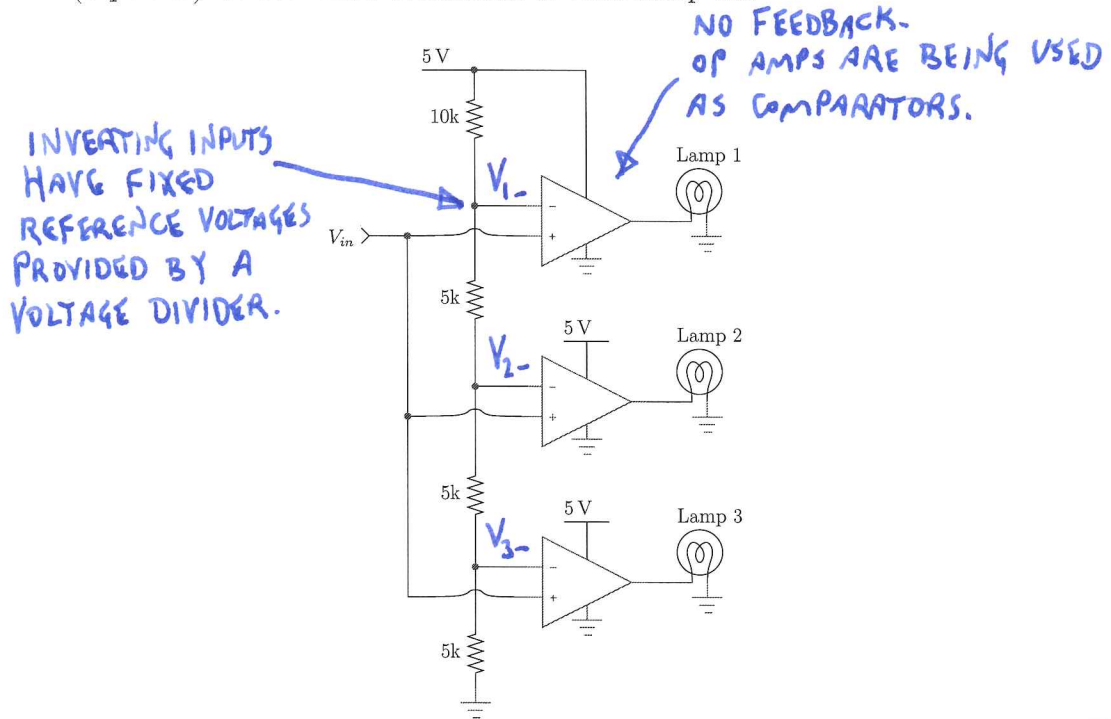 NO FEEDBACK-
OP AMPS ARE BEING USED
AS COMPARATORS.
5 V
10k
INVERTING INPUTS
HAVE FIXED
REFERENCE VOLTAGES
PROVIDED BY A
VOLTAGE DIVIDER.
V1-
-
+
Lamp 1
Vin
5k
V2-
5 V
-
+
Lamp 2
5k
V3-
5 V
-
+
Lamp 3
5k